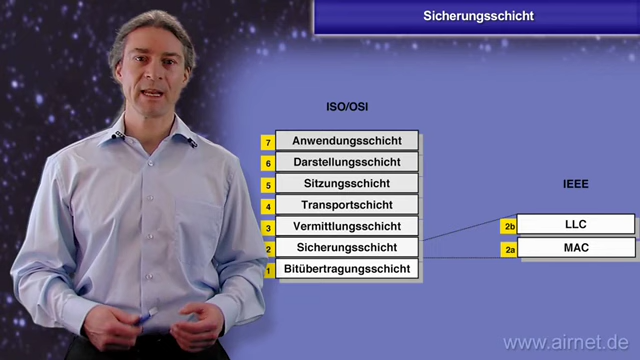 Sicherungsschicht
ISO/OSI
7 Anwendungsschicht
6 Darstellungsschicht
5 Sitzungsschicht
4 Transportschicht
3 Vermittlungsschicht
2 Sicherungsschicht
1 Bitübertragungsschicht
IEEE
2b LLC
2a MAC
www.airnet.de